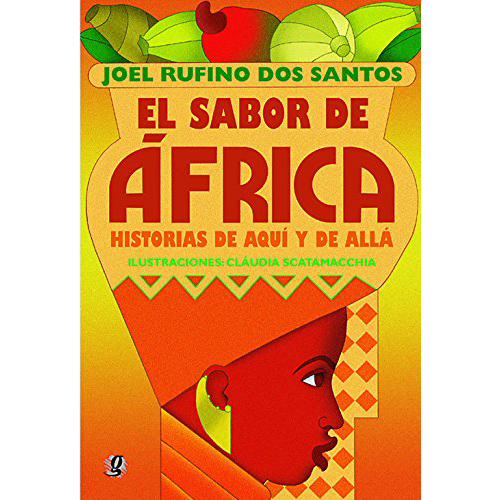 JOEL RUFINO DOS SANTOS
EL SABOR DE
ÁFRICA
HISTORIAS DE AQUÍ Y DE ALLÁ
ILUSTRACIONES: CLÁUDIA SCATAMACCHIA
g